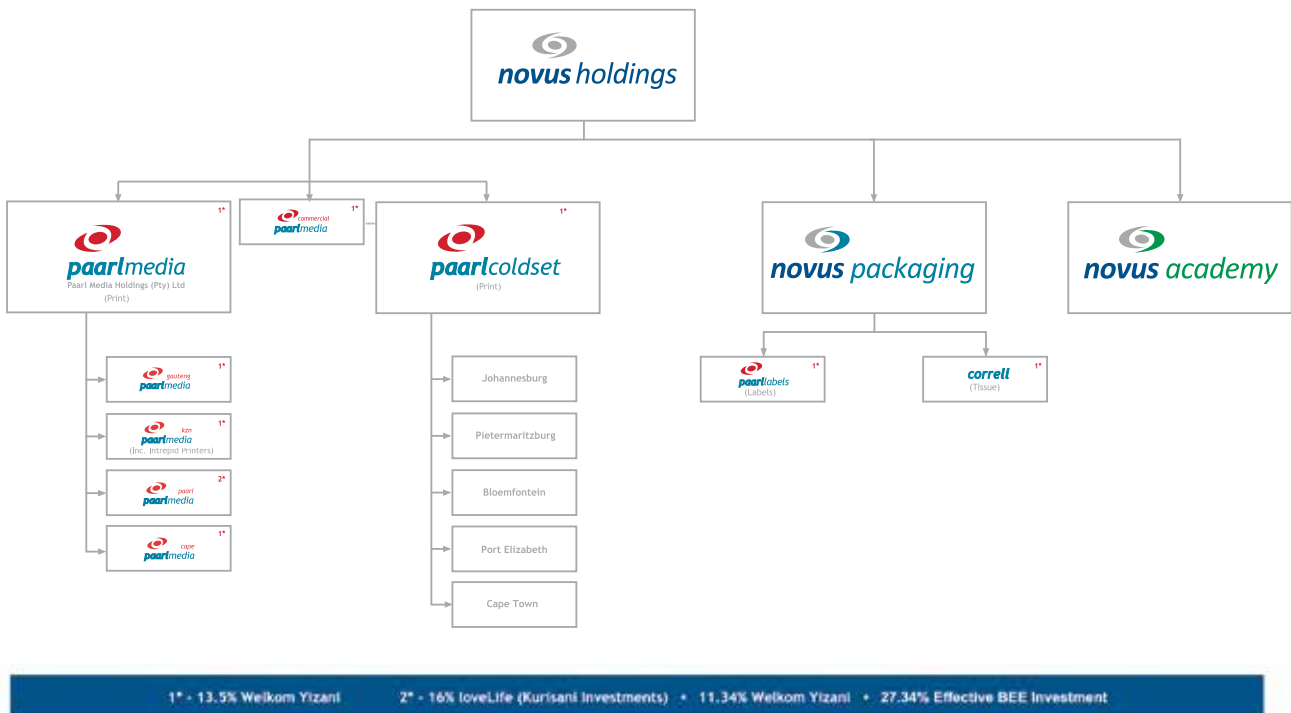 novus holdings
1*
paarlmedia
Paarl Media Holdings (Pty) Ltd
(Print)
1*
commercial
paarlmedia
1*
paarlcoldset
(Print)
novus packaging
novus academy
1*
gauteng
paarlmedia
1*
kzn
paarlmedia
(Inc. Intrepid Printers)
2*
paarl
paarlmedia
1*
cape
paarlmedia
Johannesburg
Pietermaritzburg
Bloemfontein
Port Elizabeth
Cape Town
1*
paarllabels
(Labels)
1*
correll
(Tissue)
1* - 13.5% Welkom Yizani 2* - 16% loveLife (Kurisani Investments) • 11.34% Welkom Yizani • 27.34% Effective BEE Investment